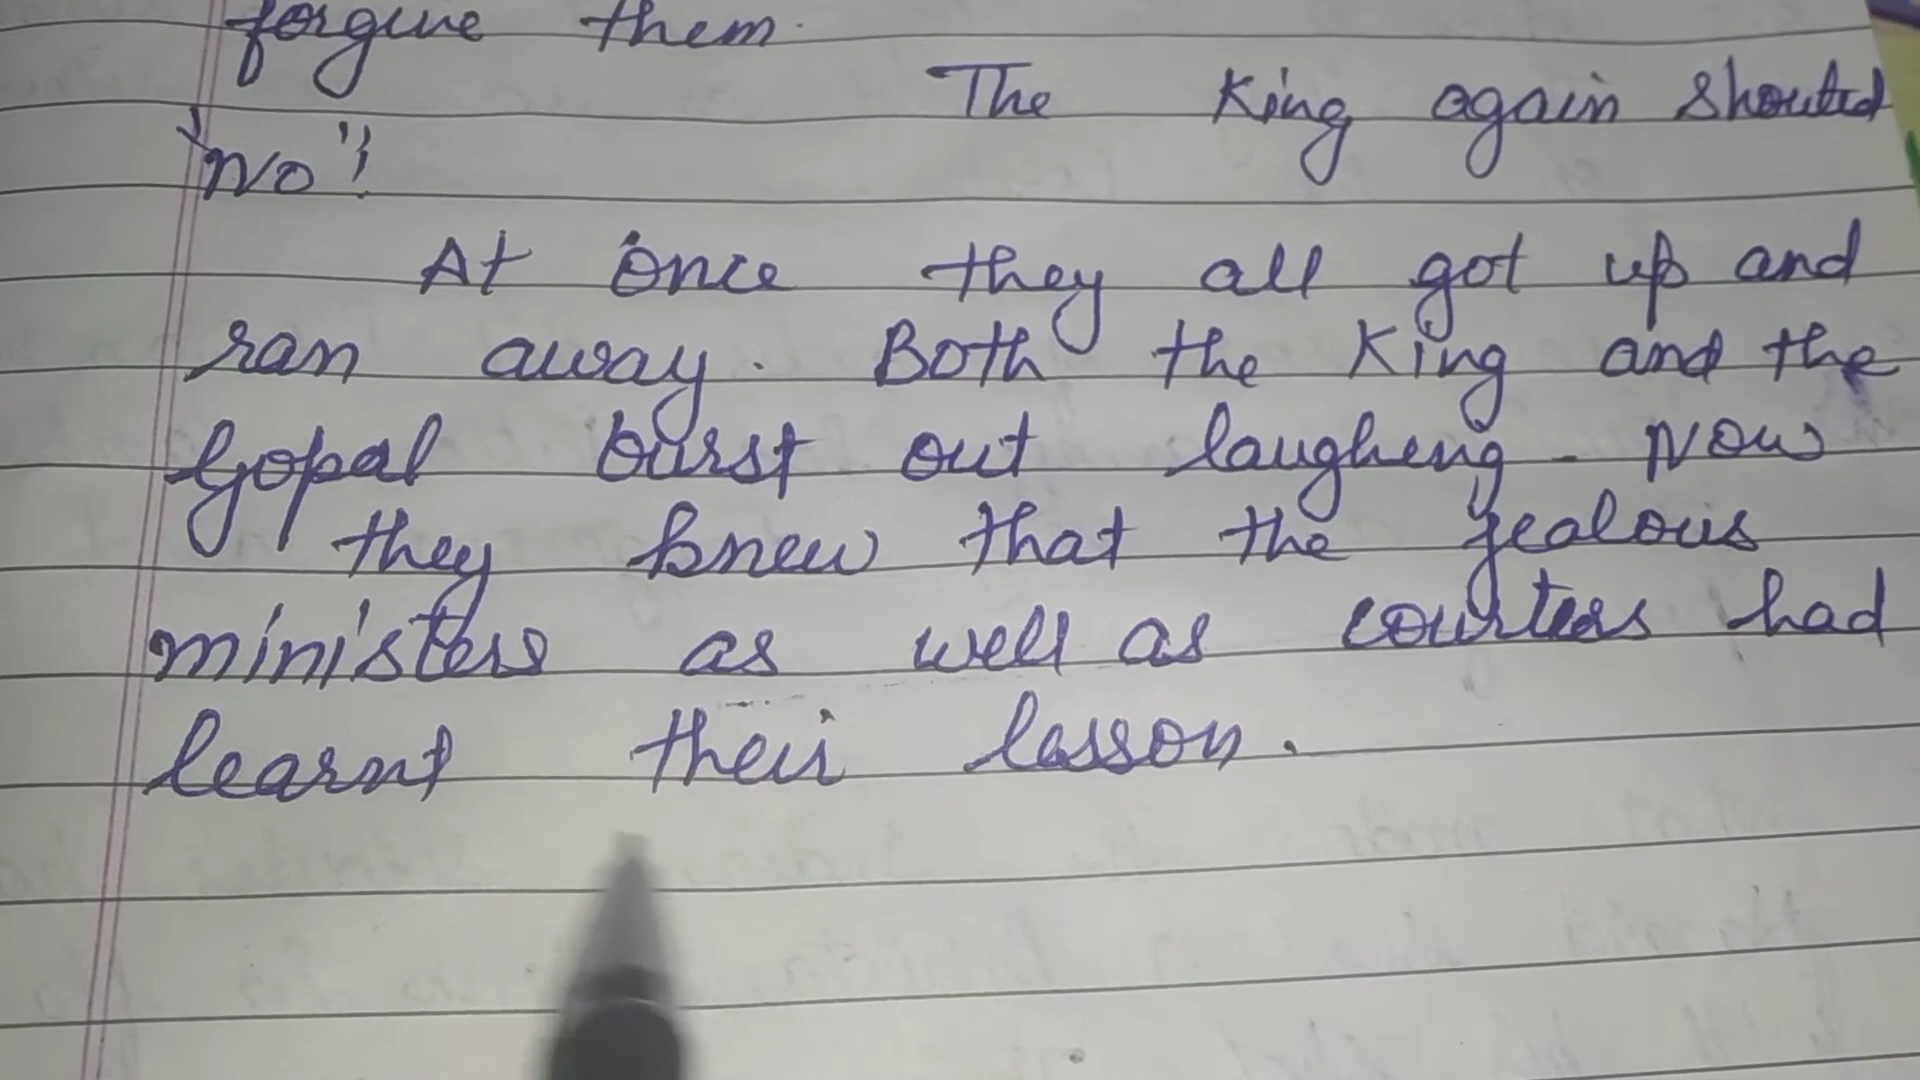 forgive them.
The King again shouted
"No"!
At once they all got up and
ran away. Both the King and the
Gopal burst out laugheng. Now
they knew that the jealous
ministers as well as courters had
learnt their lesson.